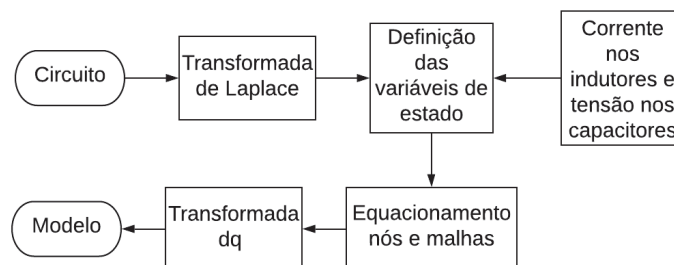 Circuito
Transformada
de Laplace
Definição
das
variáveis de
estado
Corrente
nos
indutores e
tensão nos
capacitores
Modelo
Transformada
dq
Equacionamento
nós e malhas